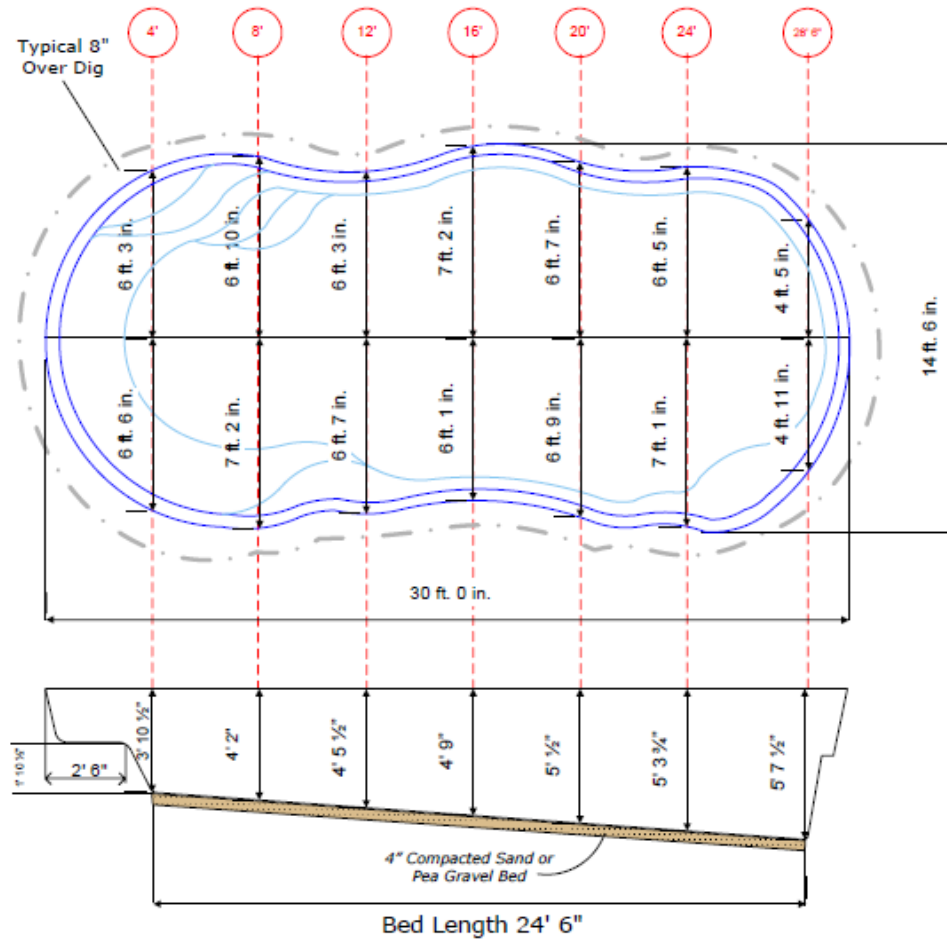 4'
8'
12'
16'
20'
24'
28' 6"
Typical 8"
Over Dig
6 ft. 3 in.
6 ft. 10 in.
6 ft. 3 in.
7 ft. 2 in.
6 ft. 7 in.
6 ft. 5 in.
4 ft. 5 in.
14 ft. 6 in.
6 ft. 6 in.
7 ft. 2 in.
6 ft. 7 in.
6 ft. 1 in.
6 ft. 9 in.
7 ft. 1 in.
4 ft. 11 in.
30 ft. 0 in.
3' 10 ½"
4' 2"
4' 5 ½"
4' 9"
5' ½"
5' 3 ¾"
5' 7 ½"
1' 10 ½"
2' 6"
4" Compacted Sand or
Pea Gravel Bed
Bed Length 24' 6"